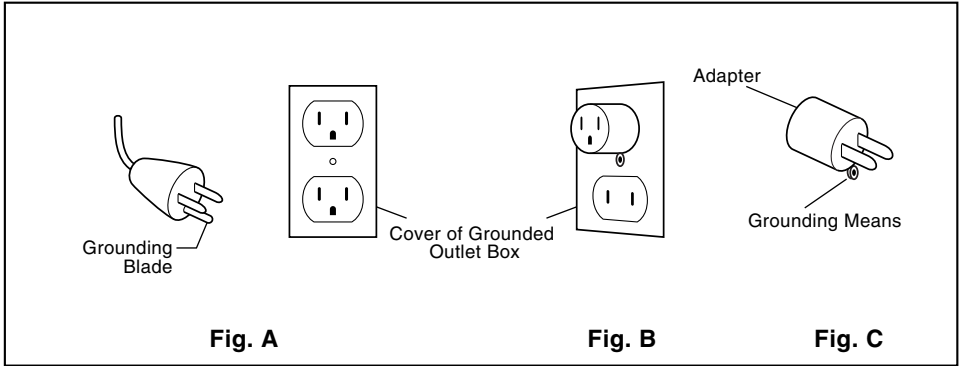 Adapter
Grounding
Blade
Cover of Grounded
Outlet Box
Grounding Means
Fig. A
Fig. B
Fig. C